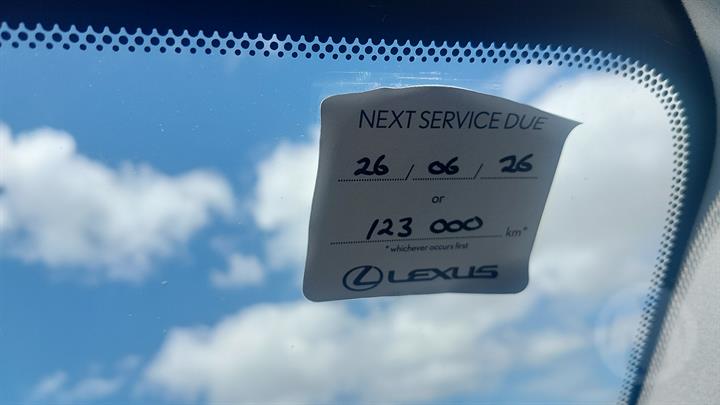 NEXT SERVICE DUE
26 / 06 / 26
or
123 000 km*
*whichever occurs first
LEXUS